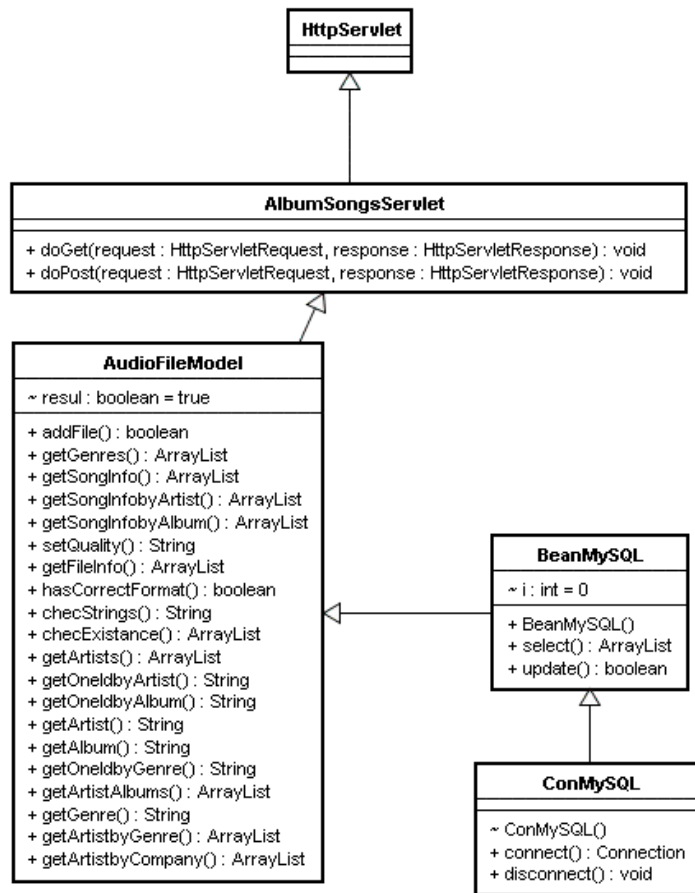 HttpServlet
AlbumSongsServlet
+ doGet(request : HttpServletRequest, response : HttpServletResponse) : void
+ doPost(request : HttpServletRequest, response : HttpServletResponse) : void
AudioFileModel
~ resul : boolean = true
+ addFile() : boolean
+ getGenres() : ArrayList
+ getSongInfo() : ArrayList
+ getSongInfobyArtist() : ArrayList
+ getSongInfobyAlbum() : ArrayList
+ setQuality() : String
+ getFileInfo() : ArrayList
+ hasCorrectFormat() : boolean
+ checStrings() : String
+ checExistance() : ArrayList
+ getArtists() : ArrayList
+ getOneIdbyArtist() : String
+ getOneIdbyAlbum() : String
+ getArtist() : String
+ getAlbum() : String
+ getOneIdbyGenre() : String
+ getArtistAlbums() : ArrayList
+ getGenre() : String
+ getArtistbyGenre() : ArrayList
+ getArtistbyCompany() : ArrayList
BeanMySQL
~ i : int = 0
+ BeanMySQL()
+ select() : ArrayList
+ update() : boolean
ConMySQL
~ ConMySQL()
+ connect() : Connection
+ disconnect() : void